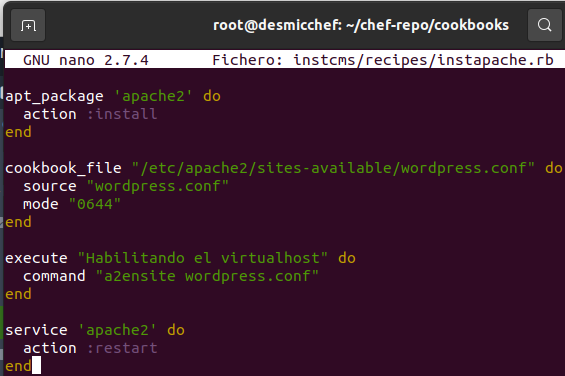 root@desmicchef: ~/chef-repo/cookbooks
GNU nano 2.7.4 Fichero: instcms/recipes/instapache.rb
apt_package 'apache2' do
  action :install
end
cookbook_file "/etc/apache2/sites-available/wordpress.conf" do
  source "wordpress.conf"
  mode "0644"
end
execute "Habilitando el virtualhost" do
  command "a2ensite wordpress.conf"
end
service 'apache2' do
  action :restart
end